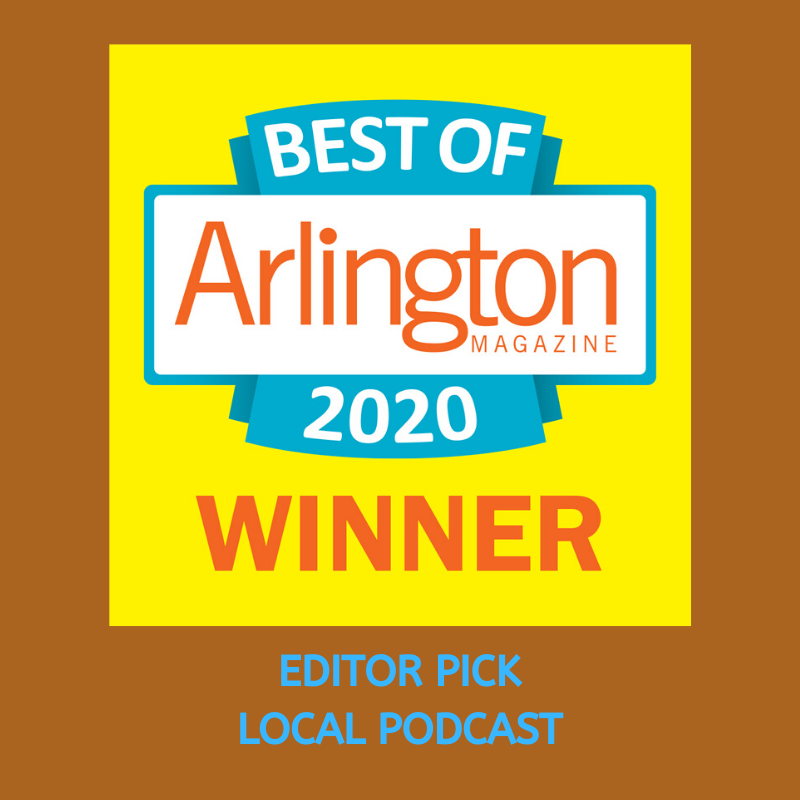 BEST OF
Arlington
MAGAZINE
2020
WINNER
EDITOR PICK
LOCAL PODCAST